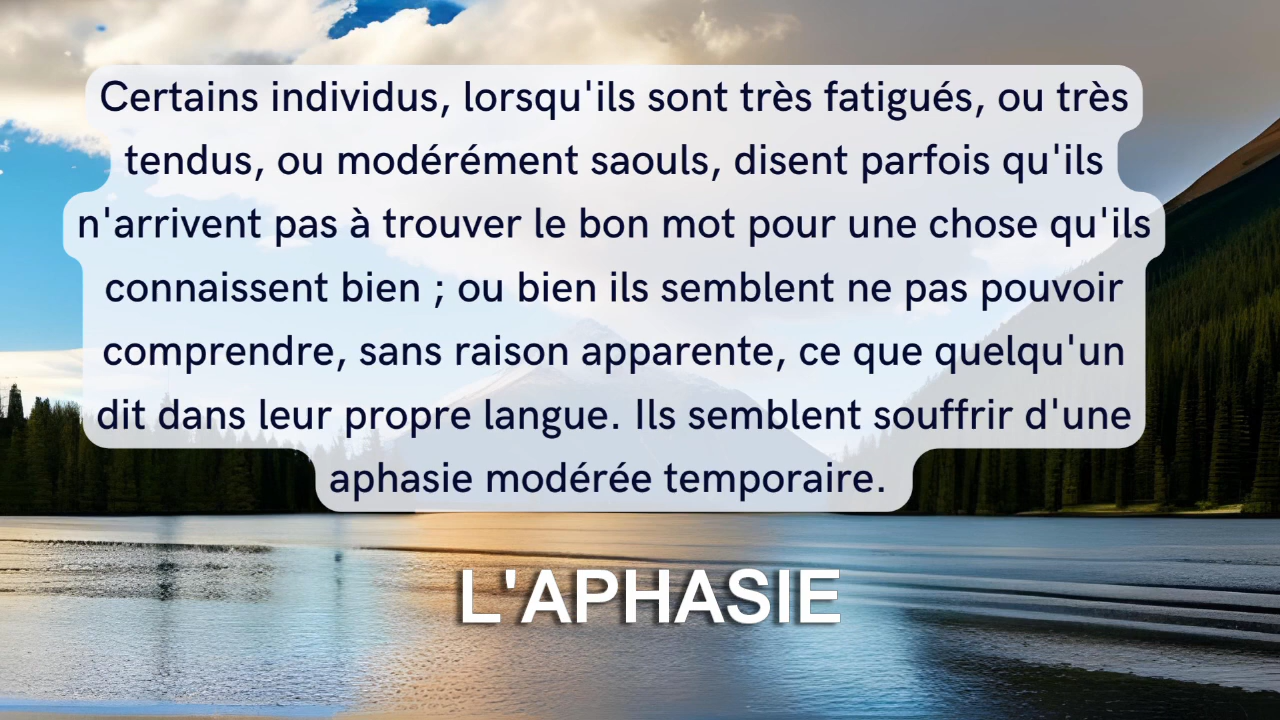 Certains individus, lorsqu'ils sont très fatigués, ou très
tendus, ou modérément saouls, disent parfois qu'ils
n'arrivent pas à trouver le bon mot pour une chose qu'ils
connaissent bien ; ou bien ils semblent ne pas pouvoir
comprendre, sans raison apparente, ce que quelqu'un
dit dans leur propre langue. Ils semblent souffrir d'une
aphasie modérée temporaire.
L'APHASIE